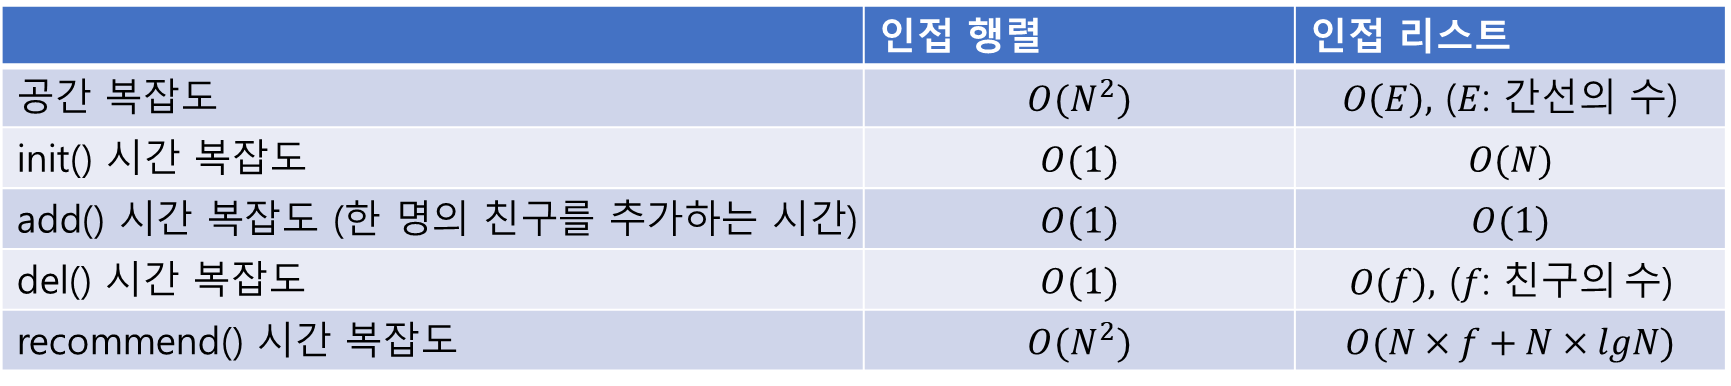 인접 행렬 인접 리스트
공간 복잡도 O(N²) O(E), (E: 간선의 수)
init() 시간 복잡도 O(1) O(N)
add() 시간 복잡도 (한 명의 친구를 추가하는 시간) O(1) O(1)
del() 시간 복잡도 O(1) O(f), (f: 친구의 수)
recommend() 시간 복잡도 O(N²) O(N × f + N × lgN)